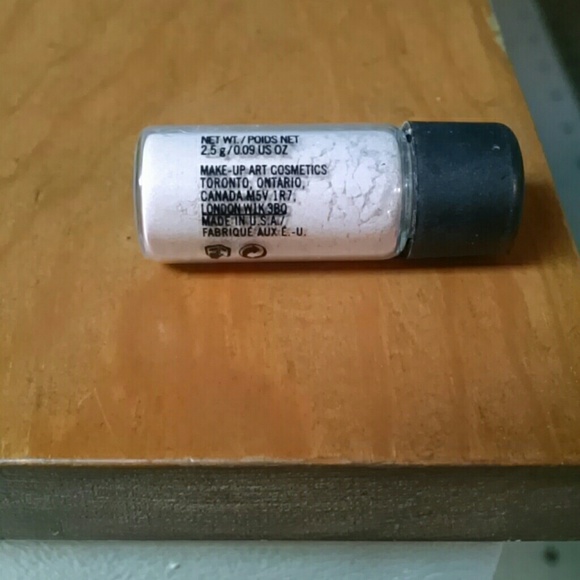 NET WT. / POIDS NET
2.5 g / 0.09 US OZ
MAKE-UP ART COSMETICS
TORONTO, ONTARIO,
CANADA M5V 1R7,
LONDON W1K 3BQ
MADE IN U.S.A./
FABRIQUÉ AUX É.-U.